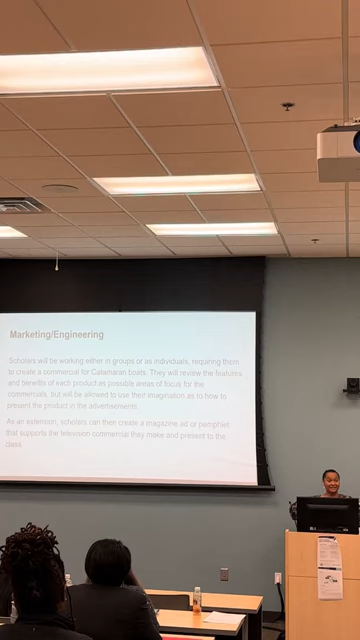 Marketing/Engineering
Scholars will be working either in groups or as individuals, requiring them
to create a commercial for Catamaran boats. They will review the features
and benefits of each product as possible areas of focus for the
commercials, but will be allowed to use their imagination as to how to
present the product in the advertisements.
As an extension, scholars can then create a magazine ad or pamphlet
that supports the television commercial they make and present to the
class.